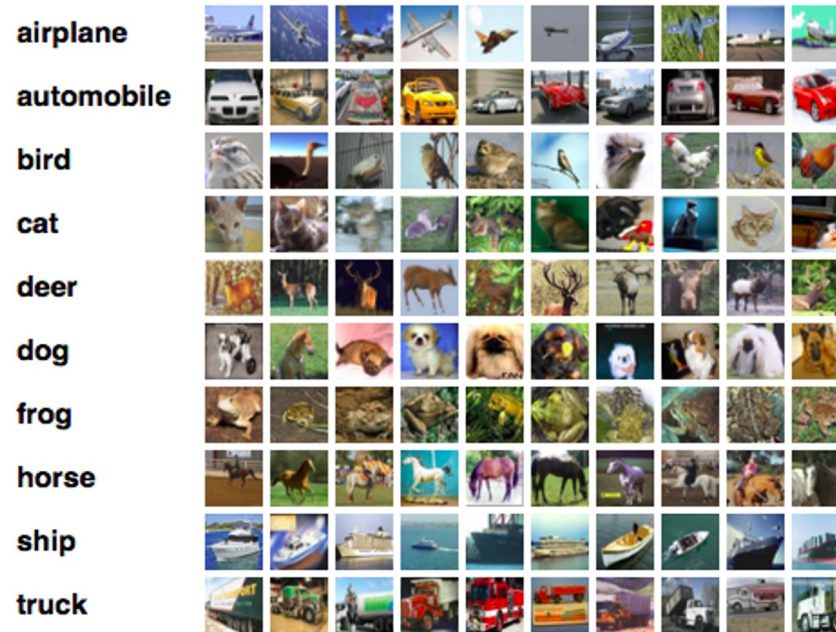 airplane
automobile
bird
cat
deer
dog
frog
horse
ship
truck